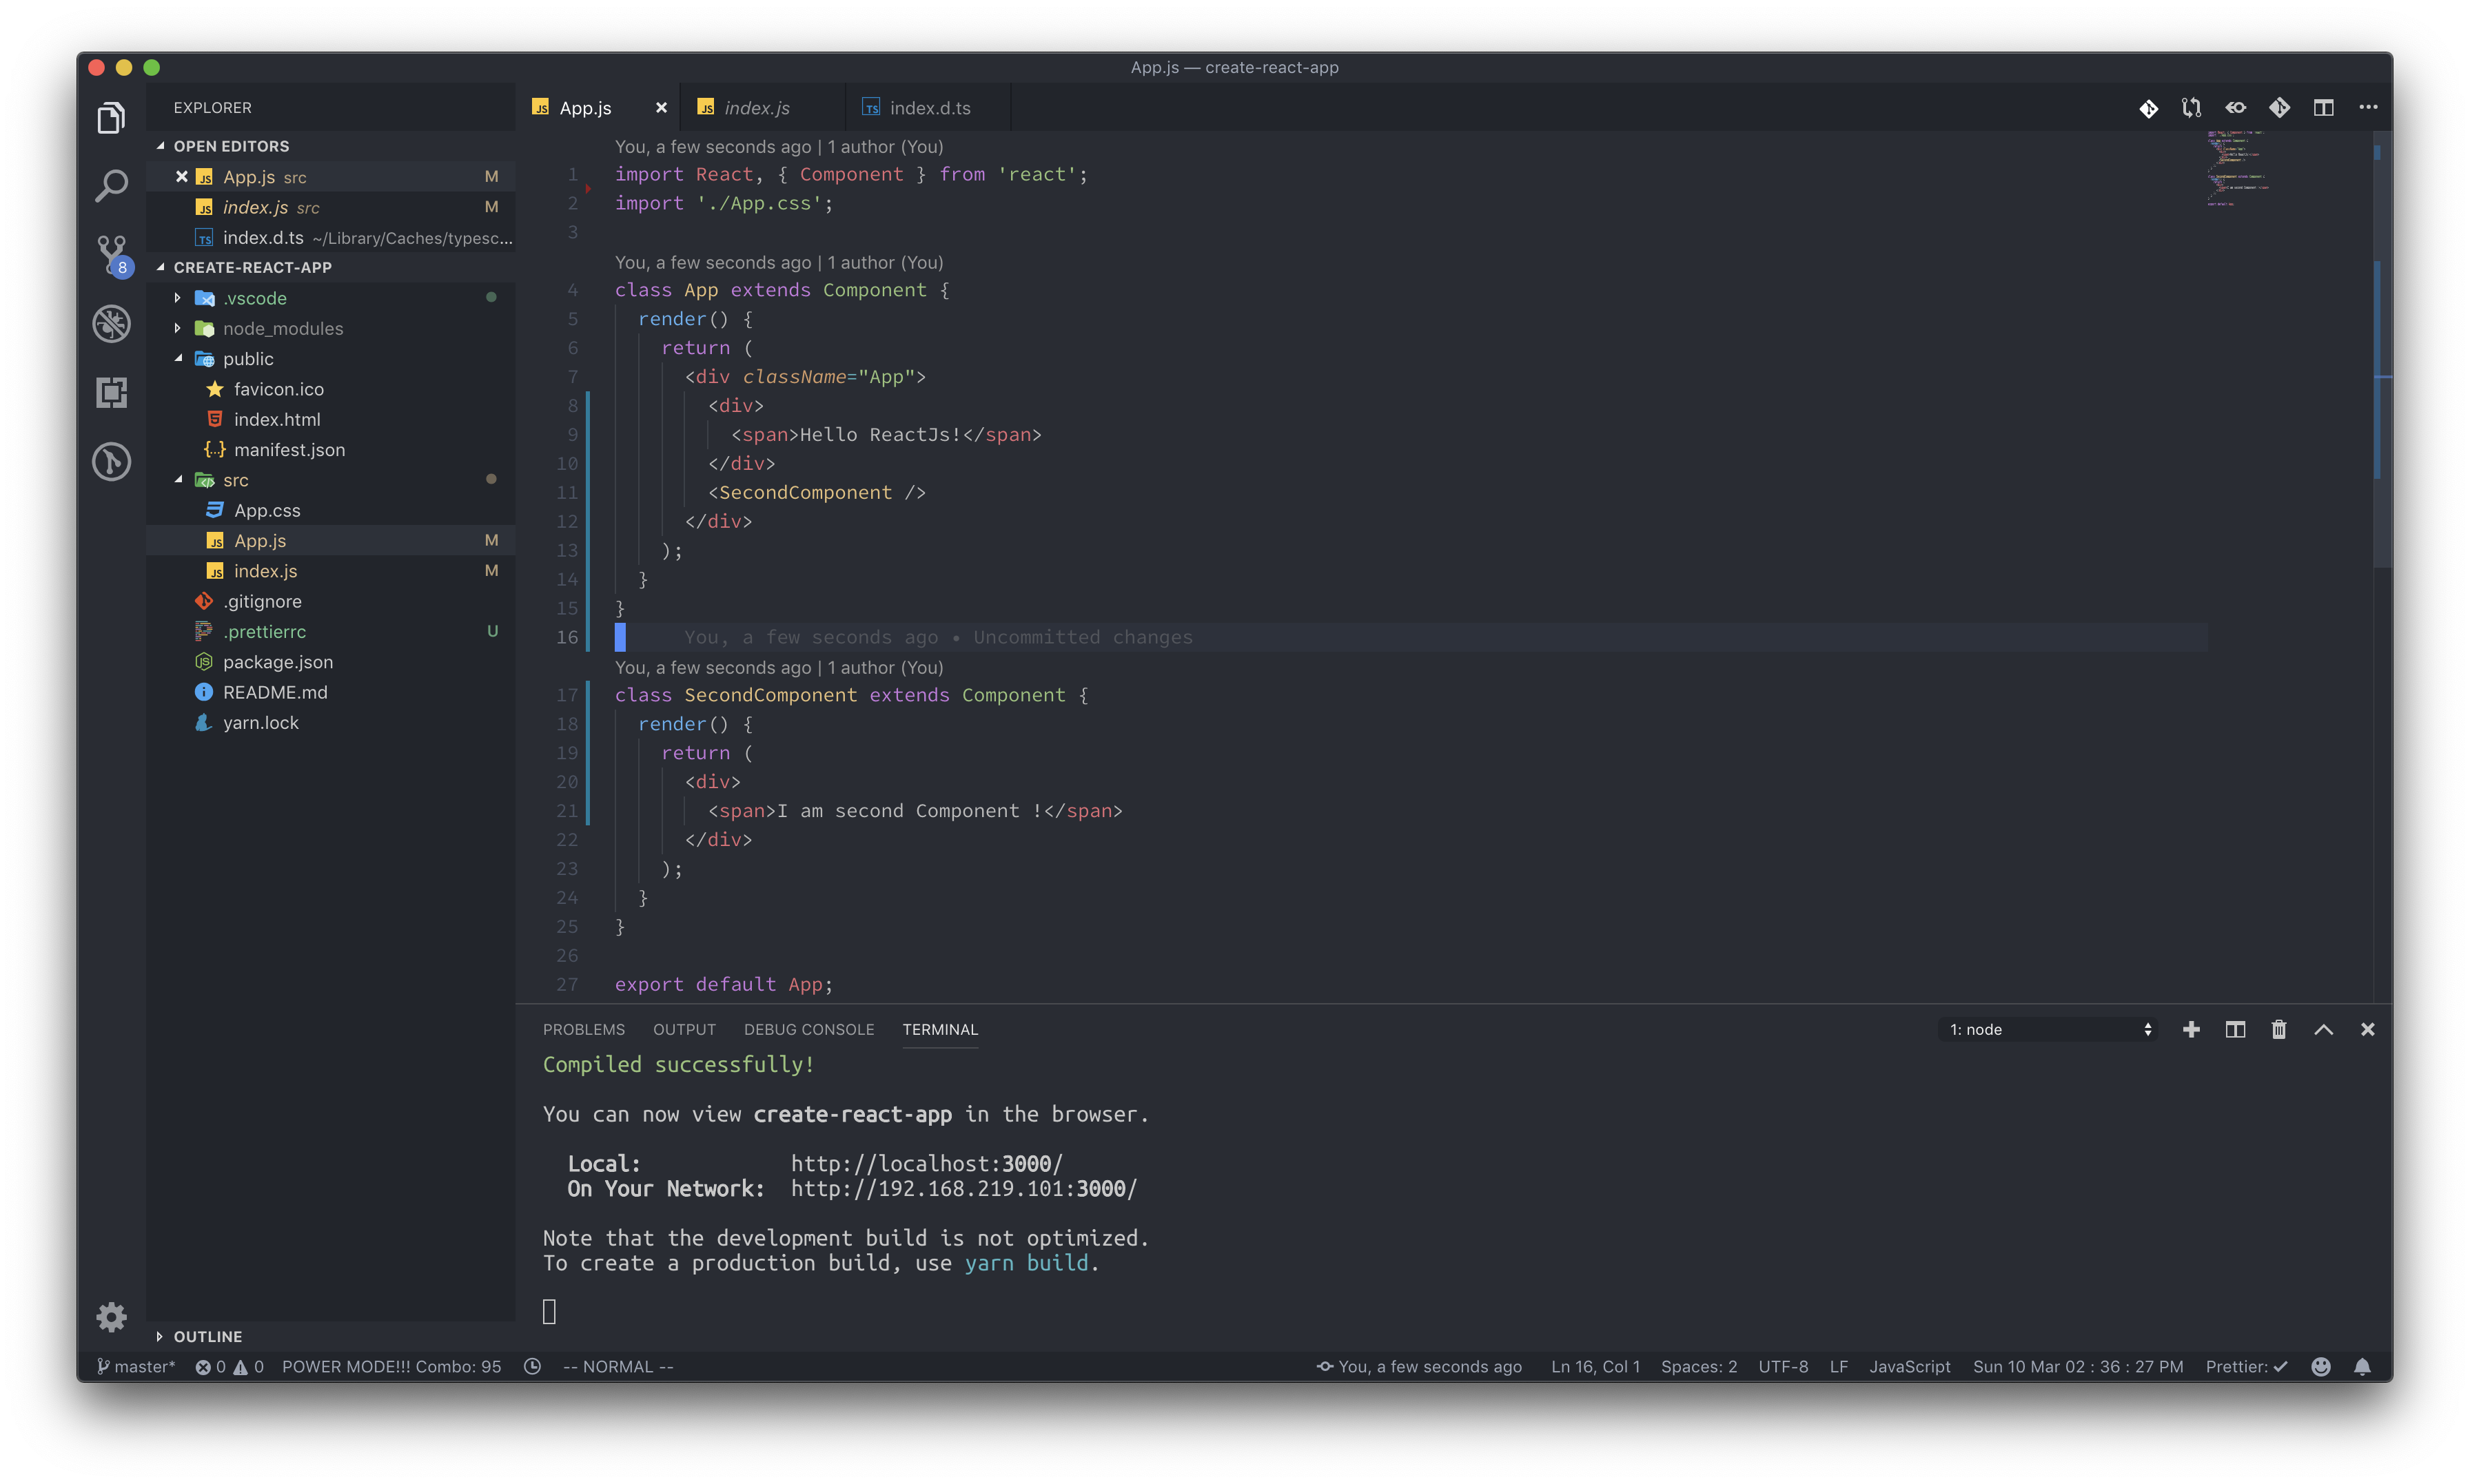 App.js — create-react-app
EXPLORER
OPEN EDITORS
App.js src M
index.js src M
index.d.ts ~/Library/Caches/typesc...
8
CREATE-REACT-APP
.vscode
node_modules
public
favicon.ico
index.html
manifest.json
src
App.css
App.js M
index.js M
.gitignore
.prettierrc U
package.json
README.md
yarn.lock
OUTLINE
App.js
index.js
index.d.ts
You, a few seconds ago | 1 author (You)
1 import React, { Component } from 'react';
2 import './App.css';
3
You, a few seconds ago | 1 author (You)
4 class App extends Component {
5 render() {
6 return (
7 <div className="App">
8 <div>
9 <span>Hello ReactJs!</span>
10 </div>
11 <SecondComponent />
12 </div>
13 );
14 }
15 }
16 You, a few seconds ago • Uncommitted changes
You, a few seconds ago | 1 author (You)
17 class SecondComponent extends Component {
18 render() {
19 return (
20 <div>
21 <span>I am second Component !</span>
22 </div>
23 );
24 }
25 }
26
27 export default App;
PROBLEMS OUTPUT DEBUG CONSOLE TERMINAL 1: node
Compiled successfully!
You can now view create-react-app in the browser.
Local: http://localhost:3000/
On Your Network: http://192.168.219.101:3000/
Note that the development build is not optimized.
To create a production build, use yarn build.
master* 0 0 POWER MODE!!! Combo: 95 -- NORMAL -- You, a few seconds ago Ln 16, Col 1 Spaces: 2 UTF-8 LF JavaScript Sun 10 Mar 02 : 36 : 27 PM Prettier: ✓